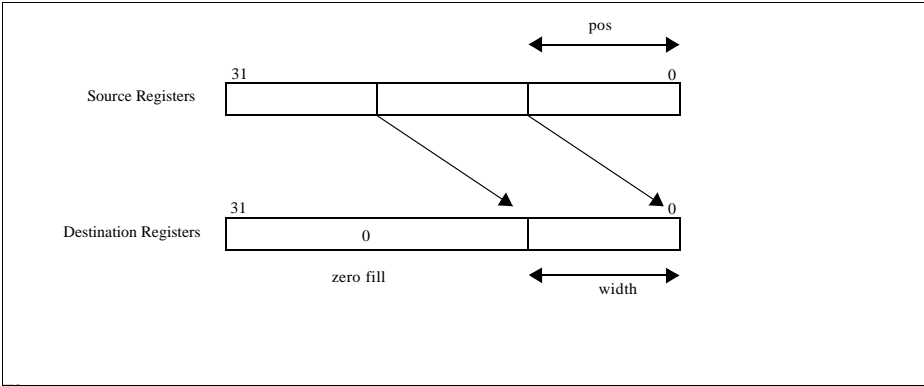 pos
31
0
Source Registers
31
0
Destination Registers
0
zero fill
width